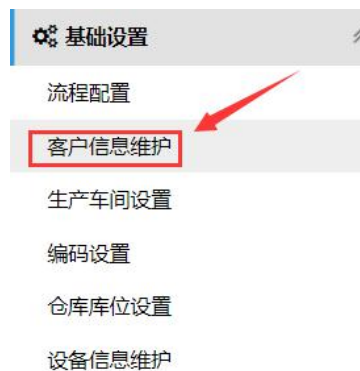 基础设置
流程配置
客户信息维护
生产车间设置
编码设置
仓库库位设置
设备信息维护